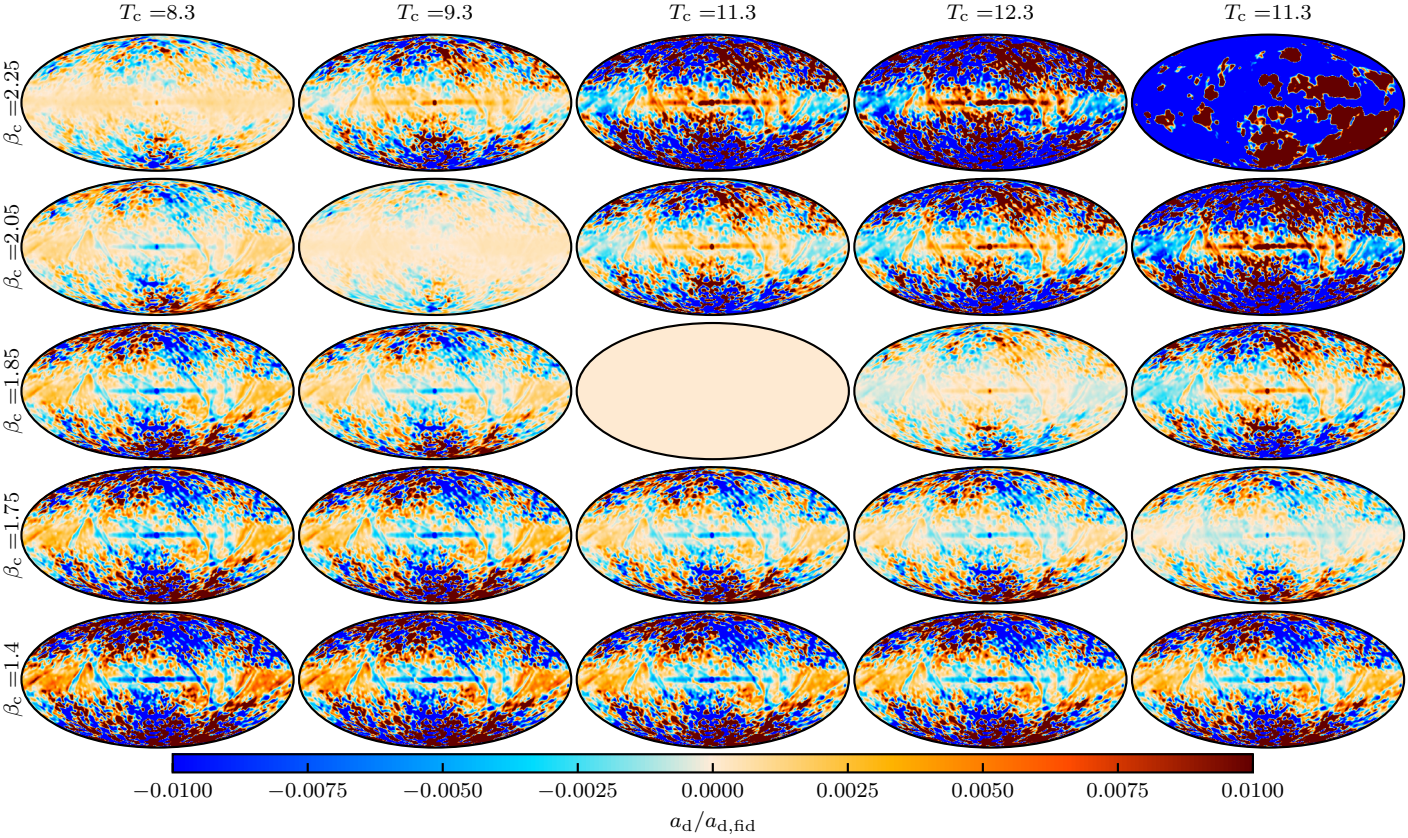 T_c =8.3 T_c =9.3 T_c =11.3 T_c =12.3 T_c =11.3
β_c =2.25
β_c =2.05
β_c =1.85
β_c =1.75
β_c =1.4
−0.0100 −0.0075 −0.0050 −0.0025 0.0000 0.0025 0.0050 0.0075 0.0100
a_d/a_d,fid